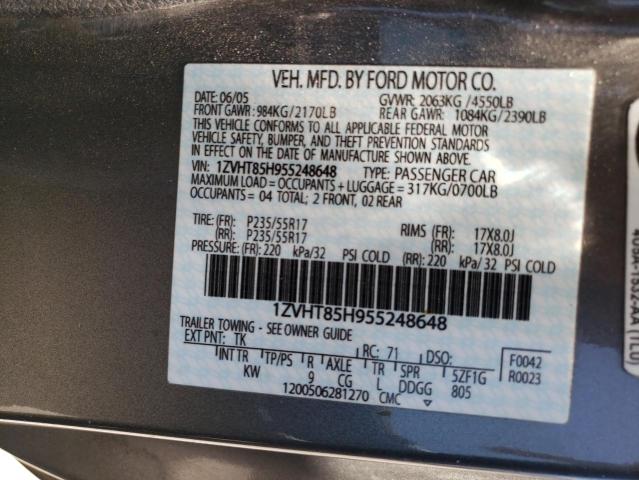 VEH. MFD. BY FORD MOTOR CO.
DATE: 06/05 GVWR: 2063KG /4550LB
FRONT GAWR: 984KG/2170LB REAR GAWR: 1084KG/2390LB
THIS VEHICLE CONFORMS TO ALL APPLICABLE FEDERAL MOTOR
VEHICLE SAFETY, BUMPER, AND THEFT PREVENTION STANDARDS
IN EFFECT ON THE DATE OF MANUFACTURE SHOWN ABOVE.
VIN: 1ZVHT85H955248648 TYPE: PASSENGER CAR
MAXIMUM LOAD = OCCUPANTS + LUGGAGE = 317KG/0700LB
OCCUPANTS = 04 TOTAL; 2 FRONT, 02 REAR
TIRE: (FR): P235/55R17 RIMS (FR): 17X8.0J
(RR): P235/55R17 (RR): 17X8.0J
PRESSURE: (FR) 220 kPa/32 PSI COLD (RR) 220 kPa/32 PSI COLD
1ZVHT85H955248648
TRAILER TOWING - SEE OWNER GUIDE
EXT PNT: TK RC: 71 DSO: F0042
INT TR TP/PS R AXLE TR SPR 5ZF1G R0023
KW 9 CG L DDGG 805
1200506281270 CMC